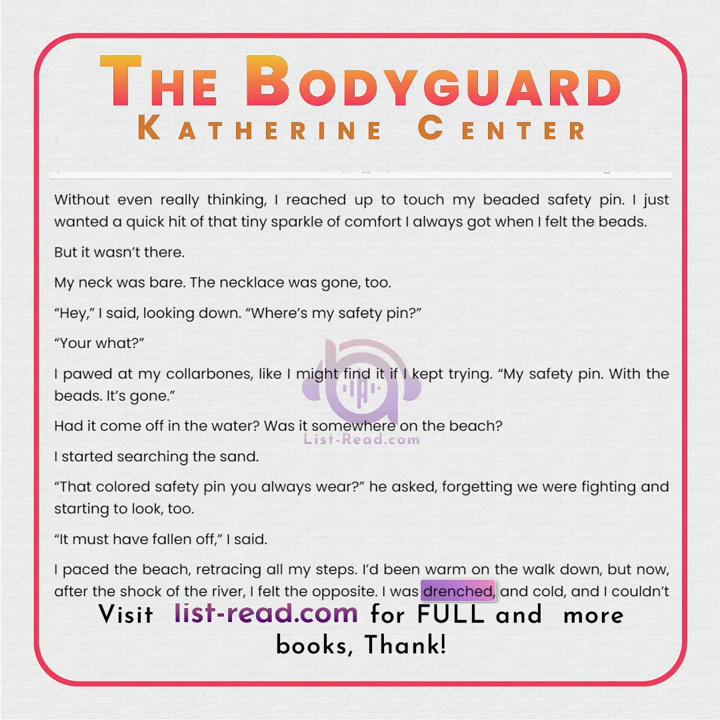 THE BODYGUARD
KATHERINE CENTER
Without even really thinking, I reached up to touch my beaded safety pin. I just
wanted a quick hit of that tiny sparkle of comfort I always got when I felt the beads.
But it wasn’t there.
My neck was bare. The necklace was gone, too.
“Hey,” I said, looking down. “Where’s my safety pin?”
“Your what?”
I pawed at my collarbones, like I might find it if I kept trying. “My safety pin. With the
beads. It’s gone.”
Had it come off in the water? Was it somewhere on the beach?
List-Read.com
I started searching the sand.
“That colored safety pin you always wear?” he asked, forgetting we were fighting and
starting to look, too.
“It must have fallen off,” I said.
I paced the beach, retracing all my steps. I’d been warm on the walk down, but now,
after the shock of the river, I felt the opposite. I was drenched, and cold, and I couldn’t
Visit list-read.com for FULL and more
books, Thank!